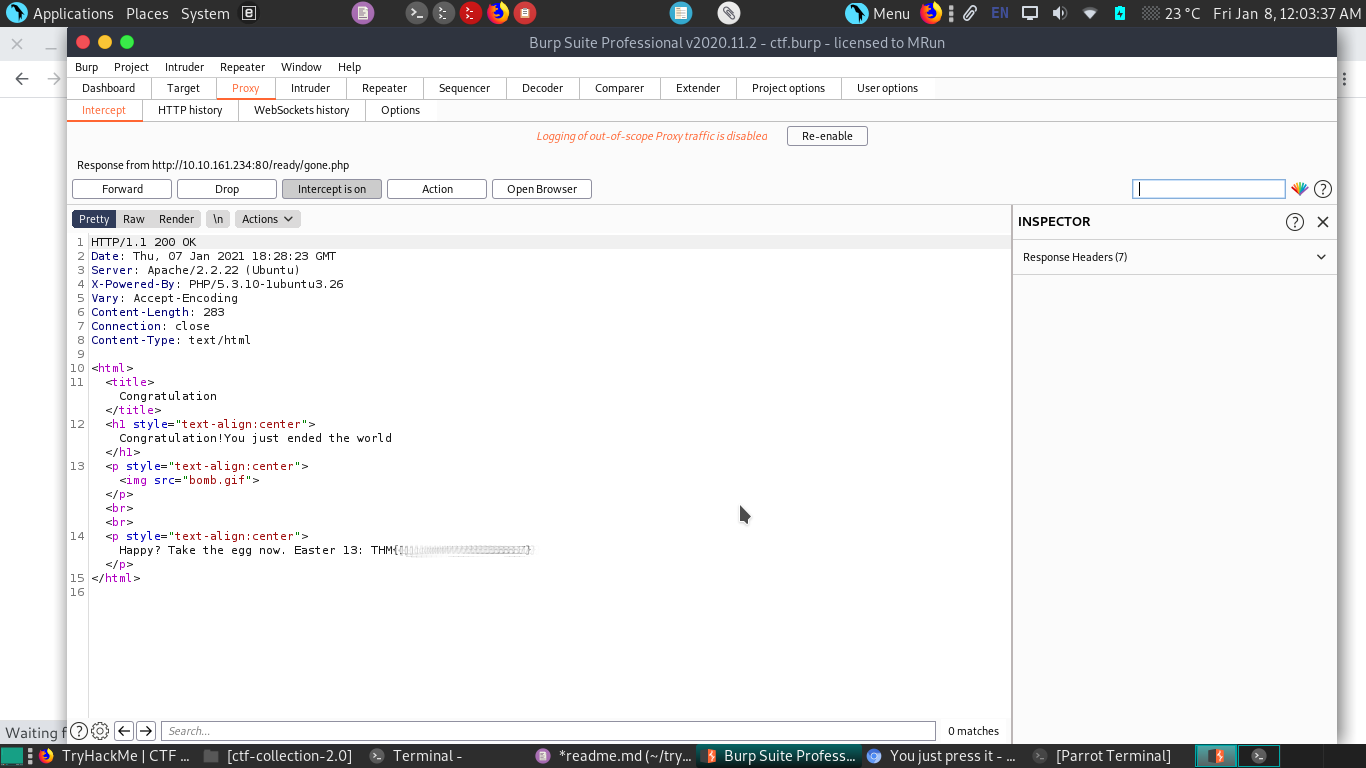 Applications Places System Menu EN 23 °C Fri Jan 8, 12:03:37 AM
Burp Suite Professional v2020.11.2 - ctf.burp - licensed to MRun
Burp Project Intruder Repeater Window Help
Dashboard Target Proxy Intruder Repeater Sequencer Decoder Comparer Extender Project options User options
Intercept HTTP history WebSockets history Options
Logging of out-of-scope Proxy traffic is disabled Re-enable
Response from http://10.10.161.234:80/ready/gone.php
Forward Drop Intercept is on Action Open Browser
Pretty Raw Render \n Actions
INSPECTOR
Response Headers (7)
1 HTTP/1.1 200 OK
2 Date: Thu, 07 Jan 2021 18:28:23 GMT
3 Server: Apache/2.2.22 (Ubuntu)
4 X-Powered-By: PHP/5.3.10-1ubuntu3.26
5 Vary: Accept-Encoding
6 Content-Length: 283
7 Connection: close
8 Content-Type: text/html
9
10 <html>
11 <title>
Congratulation
</title>
12 <h1 style="text-align:center">
Congratulation!You just ended the world
</h1>
13 <p style="text-align:center">
<img src="bomb.gif">
</p>
<br>
<br>
14 <p style="text-align:center">
Happy? Take the egg now. Easter 13: THM{ }
</p>
15 </html>
16
Waiting f
Search... 0 matches
TryHackMe | CTF ... [ctf-collection-2.0] Terminal - *readme.md (~/try... Burp Suite Profess... You just press it - ... [Parrot Terminal]